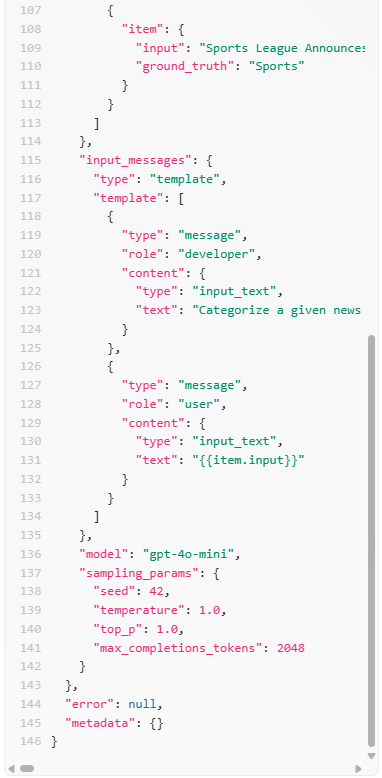 107 {
108 "item": {
109 "input": "Sports League Announces
110 "ground_truth": "Sports"
111 }
112 }
113 ]
114 },
115 "input_messages": {
116 "type": "template",
117 "template": [
118 {
119 "type": "message",
120 "role": "developer",
121 "content": {
122 "type": "input_text",
123 "text": "Categorize a given news
124 }
125 },
126 {
127 "type": "message",
128 "role": "user",
129 "content": {
130 "type": "input_text",
131 "text": "{{item.input}}"
132 }
133 }
134 ]
135 },
136 "model": "gpt-4o-mini",
137 "sampling_params": {
138 "seed": 42,
139 "temperature": 1.0,
140 "top_p": 1.0,
141 "max_completions_tokens": 2048
142 }
143 },
144 "error": null,
145 "metadata": {}
146 }